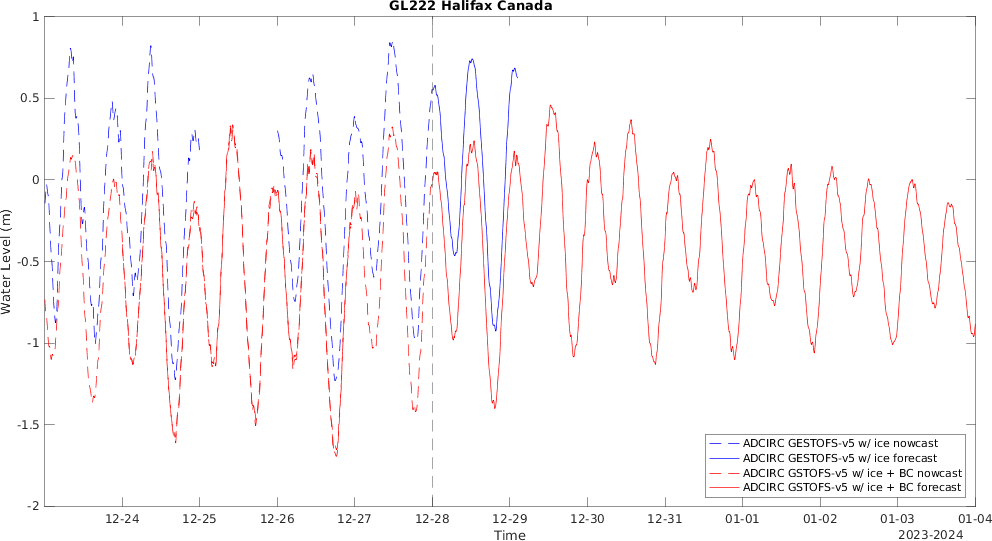 GL222 Halifax Canada
1
0.5
0
-0.5
-1
-1.5
-2
Water Level (m)
12-24 12-25 12-26 12-27 12-28 12-29 12-30 12-31 01-01 01-02 01-03 01-04
Time
2023-2024
ADCIRC GESTOFS-v5 w/ ice nowcast
ADCIRC GESTOFS-v5 w/ ice forecast
ADCIRC GSTOFS-v5 w/ ice + BC nowcast
ADCIRC GSTOFS-v5 w/ ice + BC forecast